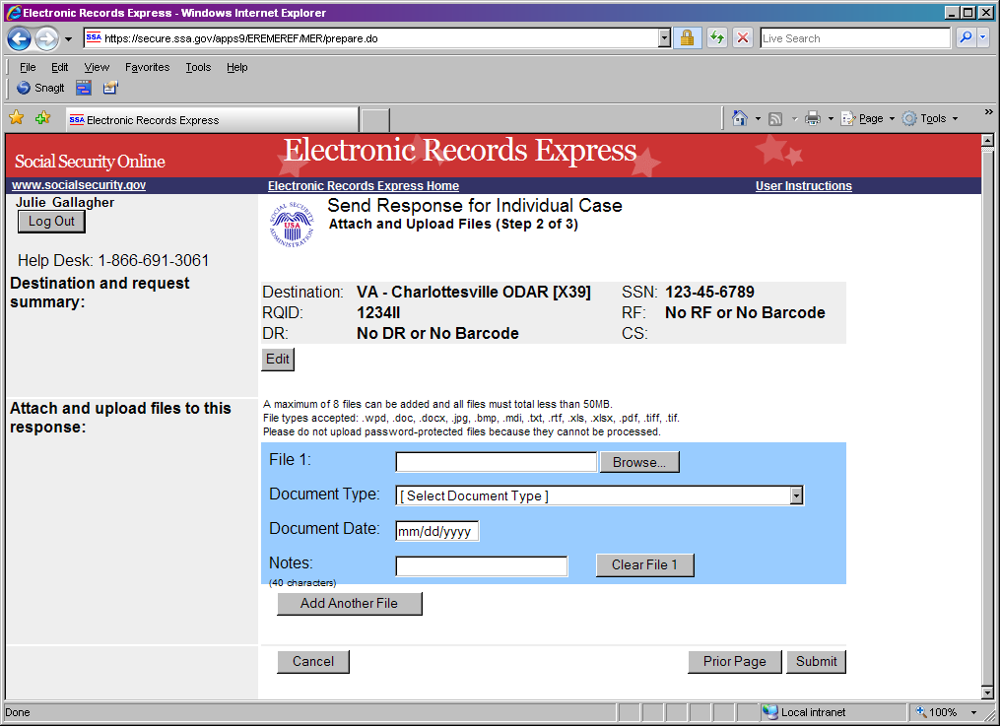 Electronic Records Express - Windows Internet Explorer
SSA https://secure.ssa.gov/apps9/EREMEREF/MER/prepare.do
Live Search
File Edit View Favorites Tools Help
SnagIt
SSA Electronic Records Express
Page Tools »
Social Security Online
Electronic Records Express
www.socialsecurity.gov
Electronic Records Express Home
User Instructions
Julie Gallagher
Log Out
Help Desk: 1-866-691-3061
SOCIAL SECURITY
USA
ADMINISTRATION
Send Response for Individual Case
Attach and Upload Files (Step 2 of 3)
Destination and request
summary:
Destination: VA - Charlottesville ODAR [X39] SSN: 123-45-6789
RQID: 1234II RF: No RF or No Barcode
DR: No DR or No Barcode CS:
Edit
Attach and upload files to this
response:
A maximum of 8 files can be added and all files must total less than 50MB.
File types accepted: .wpd, .doc, .docx, .jpg, .bmp, .mdi, .txt, .rtf, .xls, .xlsx, .pdf, .tiff, .tif.
Please do not upload password-protected files because they cannot be processed.
File 1: Browse...
Document Type: [ Select Document Type ]
Document Date: mm/dd/yyyy
Notes: Clear File 1
(40 characters)
Add Another File
Cancel Prior Page Submit
Done Local intranet 100%